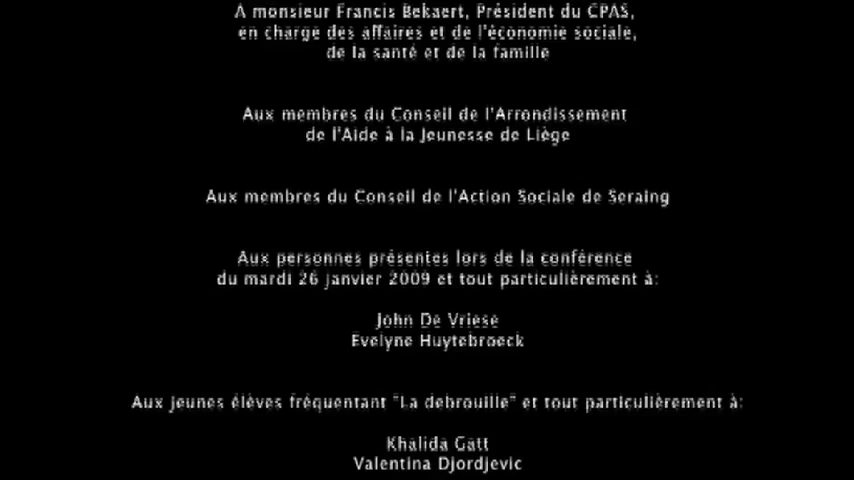 A monsieur Francis Bekaert, Président du CPAS,
en charge des affaires et de l'économie sociale,
de la santé et de la famille
Aux membres du Conseil de l'Arrondissement
de l'Aide à la Jeunesse de Liège
Aux membres du Conseil de l'Action Sociale de Seraing
Aux personnes présentes lors de la conférence
du mardi 26 janvier 2009 et tout particulièrement à:
John De Vriese
Evelyne Huytebroeck
Aux jeunes élèves fréquentant "La debrouille" et tout particulièrement à:
Khalida Gatt
Valentina Djordjevic